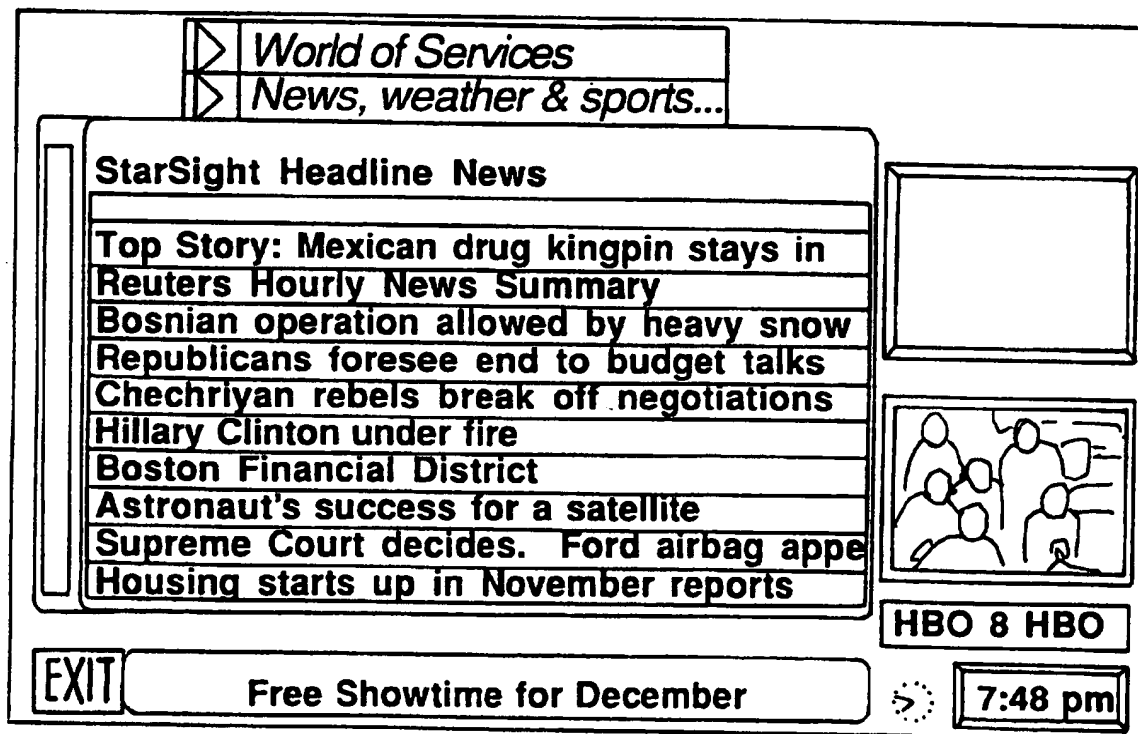 World of Services
News, weather & sports...
StarSight Headline News
Top Story: Mexican drug kingpin stays in
Reuters Hourly News Summary
Bosnian operation allowed by heavy snow
Republicans foresee end to budget talks
Chechriyan rebels break off negotiations
Hillary Clinton under fire
Boston Financial District
Astronaut's success for a satellite
Supreme Court decides. Ford airbag appe
Housing starts up in November reports
HBO 8 HBO
EXIT
Free Showtime for December
7:48 pm